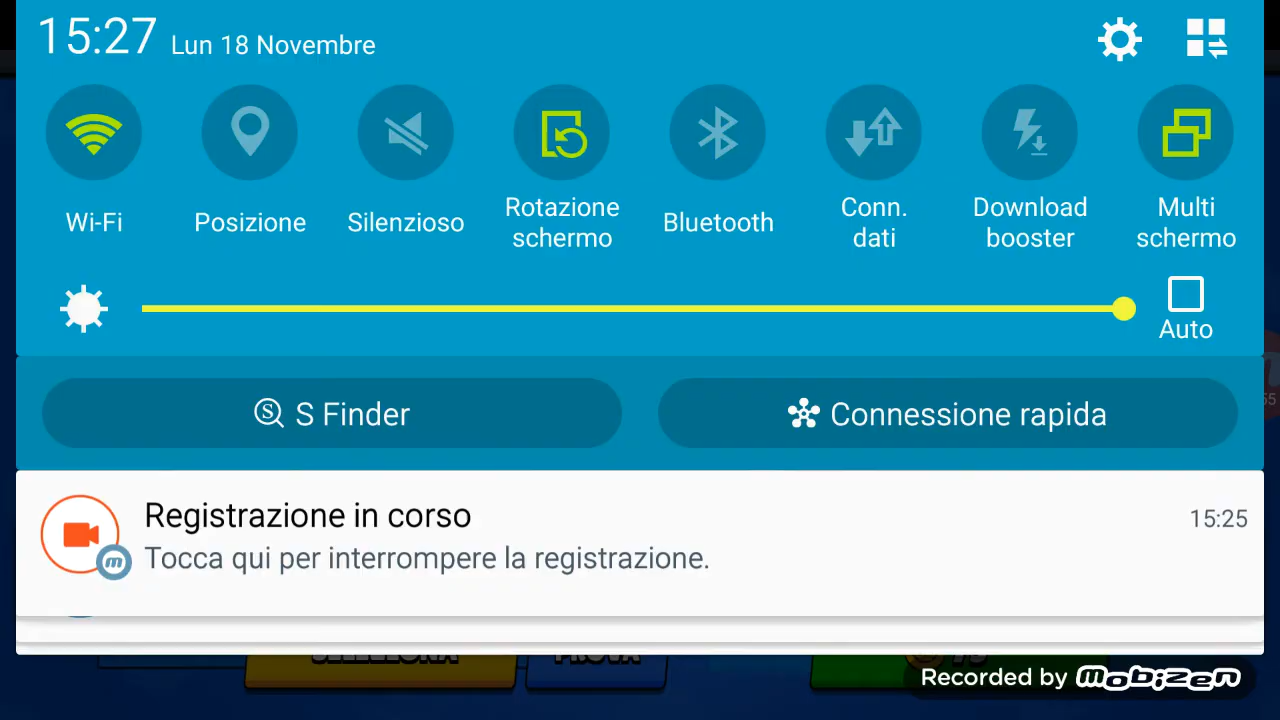 15:27 Lun 18 Novembre
Wi-Fi
Posizione
Silenzioso
Rotazione
schermo
Bluetooth
Conn.
dati
Download
booster
Multi
schermo
Auto
S Finder
Connessione rapida
Registrazione in corso
15:25
Tocca qui per interrompere la registrazione.
Recorded by Mobizen